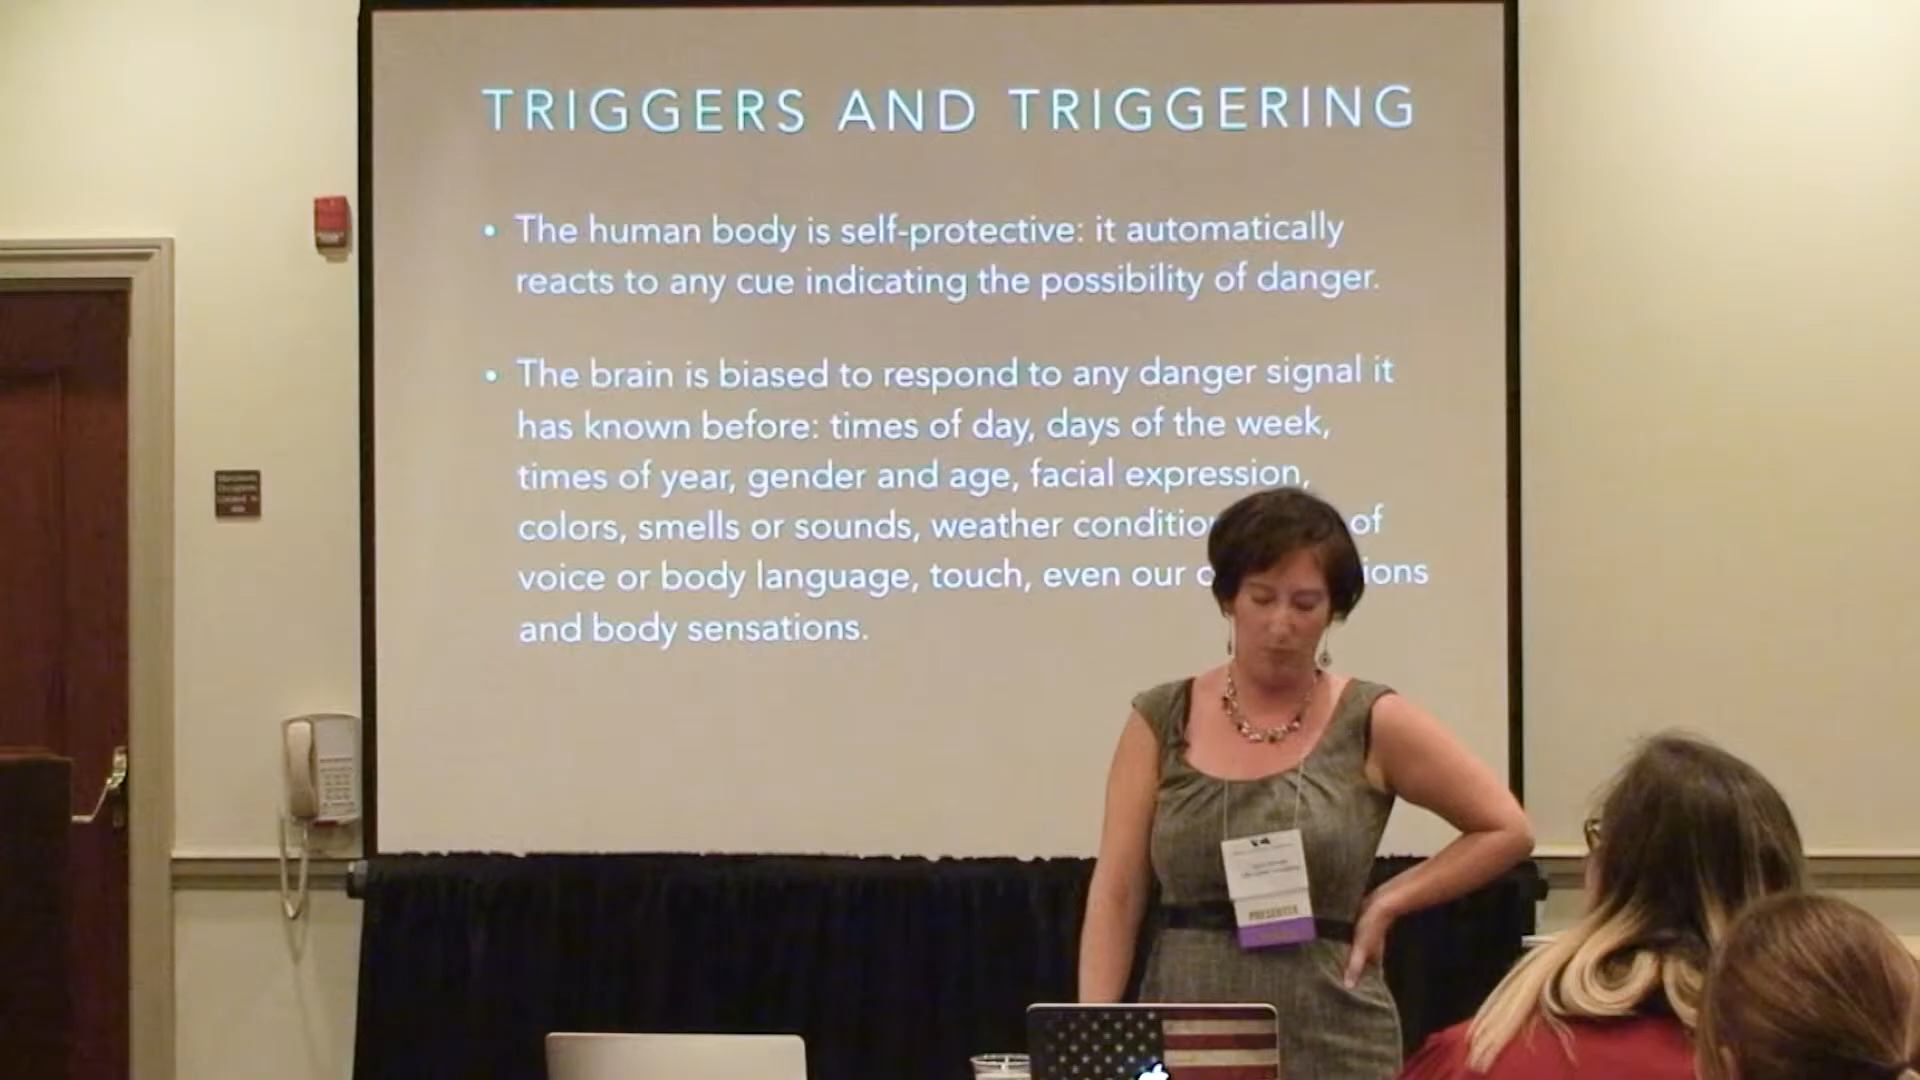 TRIGGERS AND TRIGGERING
• The human body is self-protective: it automatically
reacts to any cue indicating the possibility of danger.
• The brain is biased to respond to any danger signal it
has known before: times of day, days of the week,
times of year, gender and age, facial expression,
colors, smells or sounds, weather conditio of
voice or body language, touch, even our ions
and body sensations.
PRESENTER